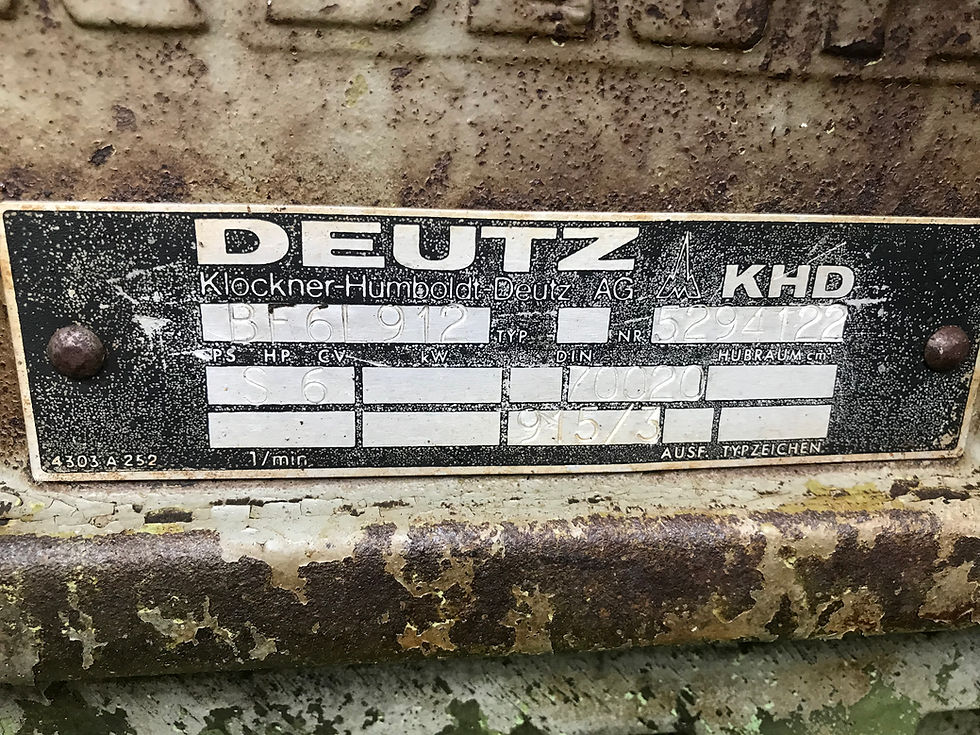 DEUTZ
Klöckner-Humboldt-Deutz AG KHD
BF6L912 TYP NR 5294122
PS HP CV kW DIN HUBRAUM cm³
S 6 70020
915/3
4303 A 252 1/min AUSF. TYPZEICHEN